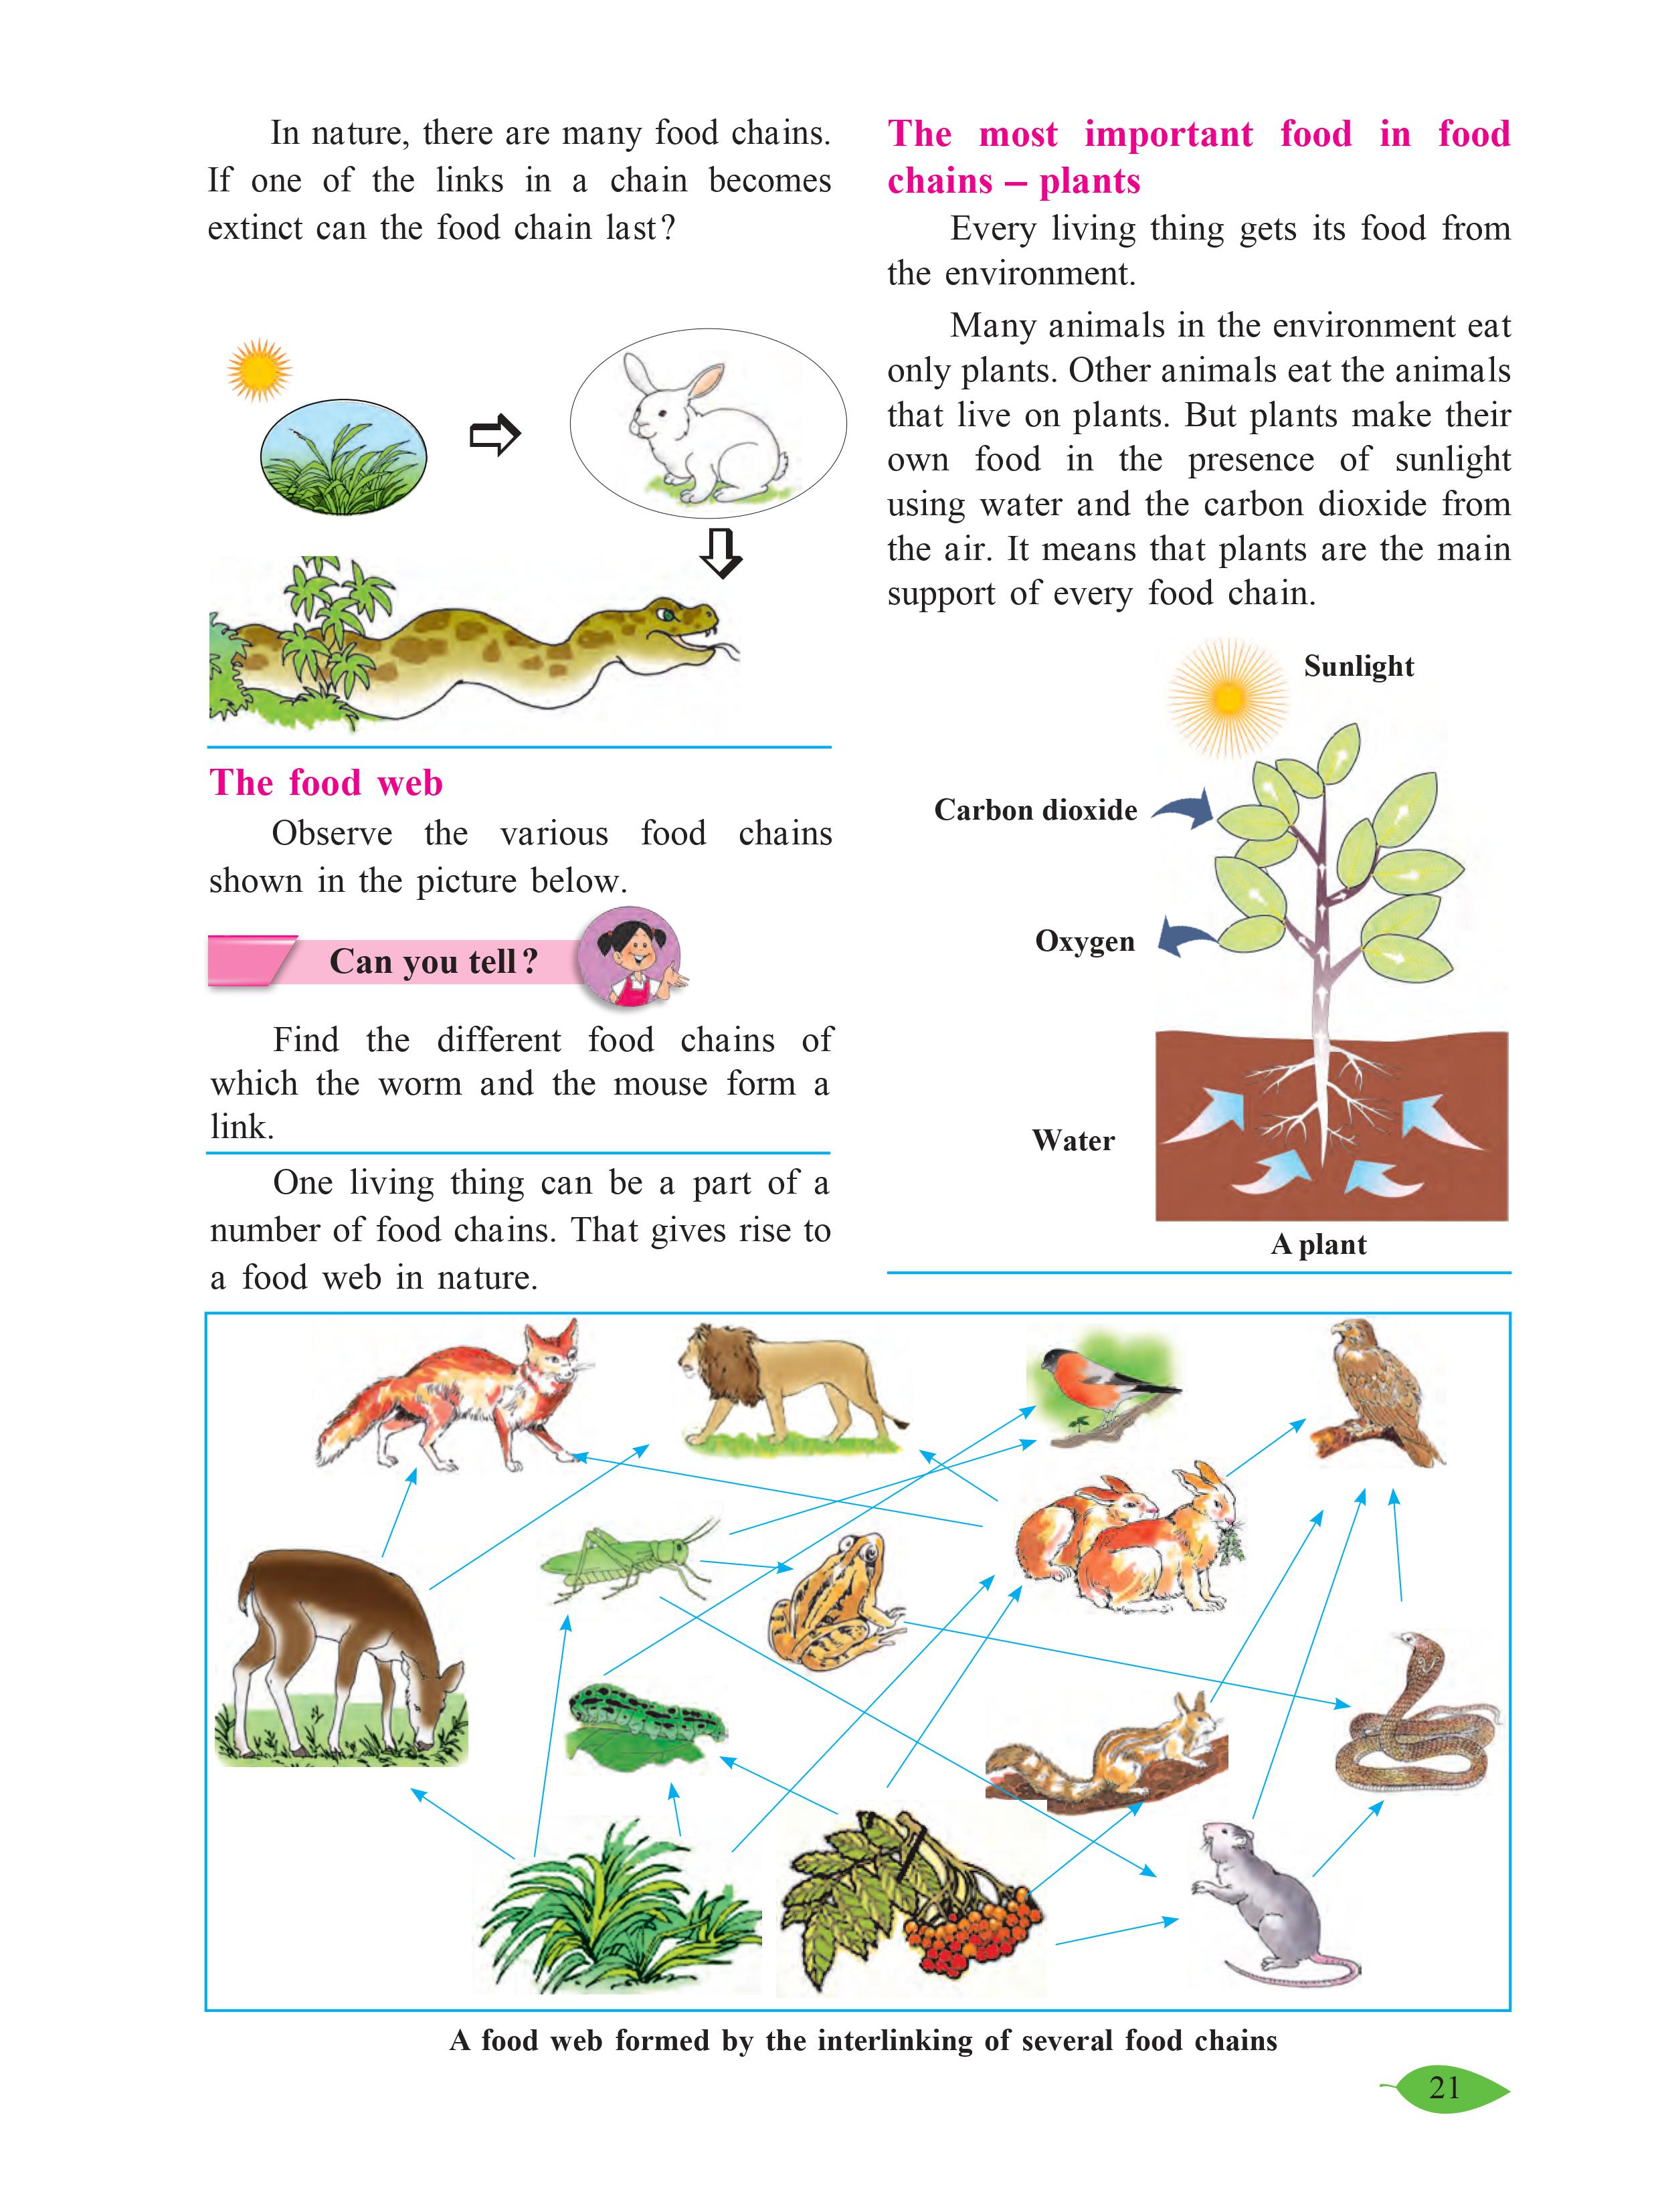 In nature, there are many food chains.
If one of the links in a chain becomes
extinct can the food chain last?
The food web
Observe the various food chains
shown in the picture below.
Can you tell?
Find the different food chains of
which the worm and the mouse form a
link.
One living thing can be a part of a
number of food chains. That gives rise to
a food web in nature.
The most important food in food
chains – plants
Every living thing gets its food from
the environment.
Many animals in the environment eat
only plants. Other animals eat the animals
that live on plants. But plants make their
own food in the presence of sunlight
using water and the carbon dioxide from
the air. It means that plants are the main
support of every food chain.
Sunlight
Carbon dioxide
Oxygen
Water
A plant
A food web formed by the interlinking of several food chains
21